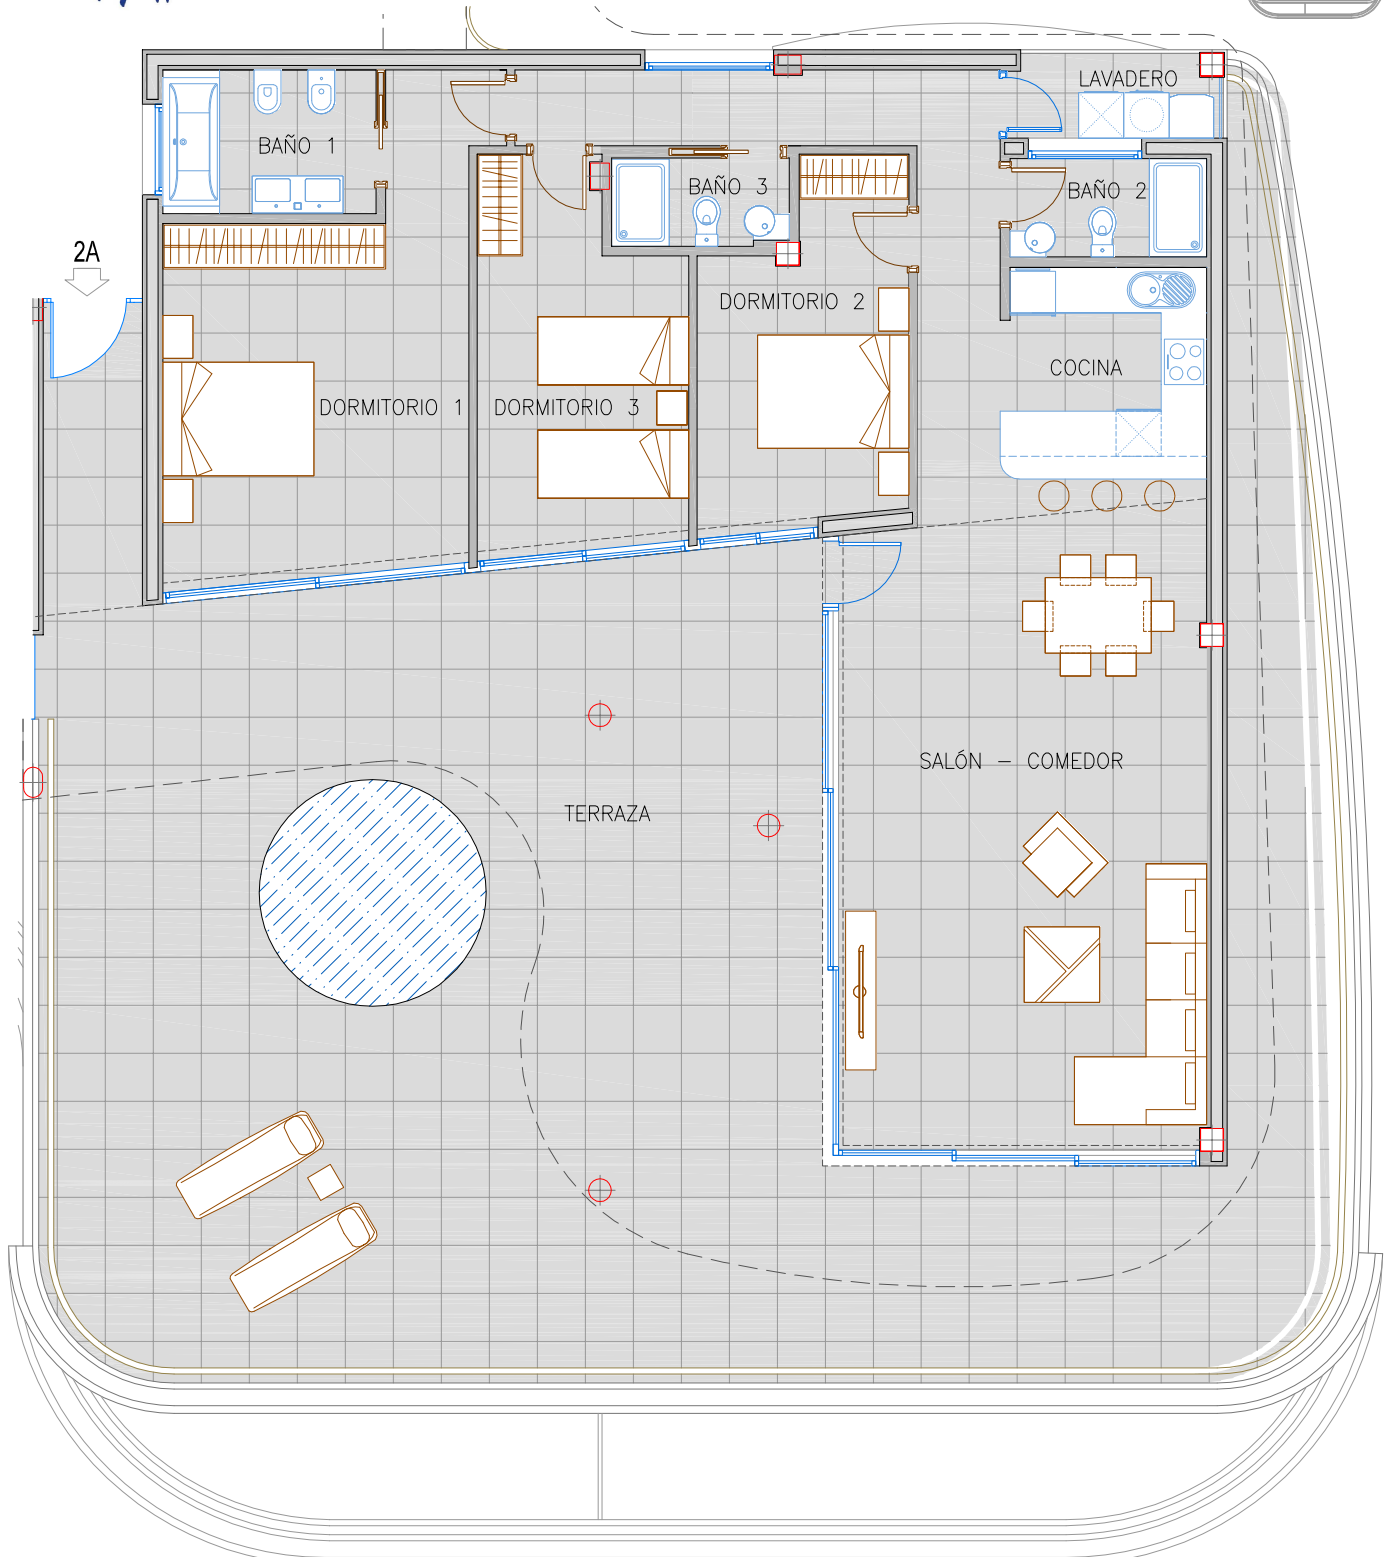 LAVADERO
BAÑO 1
BAÑO 3
BAÑO 2
2A
DORMITORIO 2
COCINA
DORMITORIO 1
DORMITORIO 3
SALÓN – COMEDOR
TERRAZA